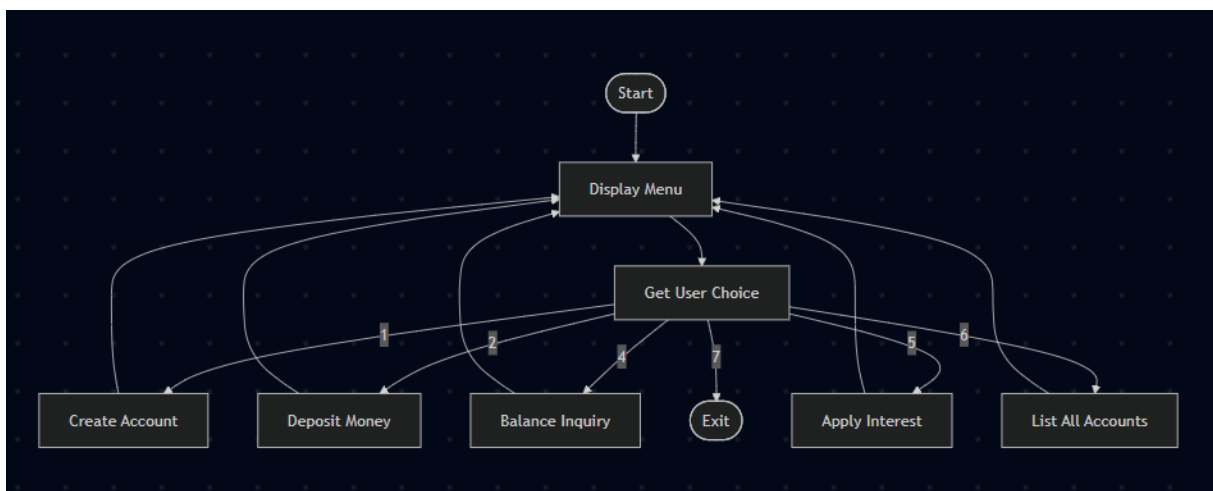 Start
Display Menu
Get User Choice
1
2
4
7
5
6
Create Account
Deposit Money
Balance Inquiry
Exit
Apply Interest
List All Accounts